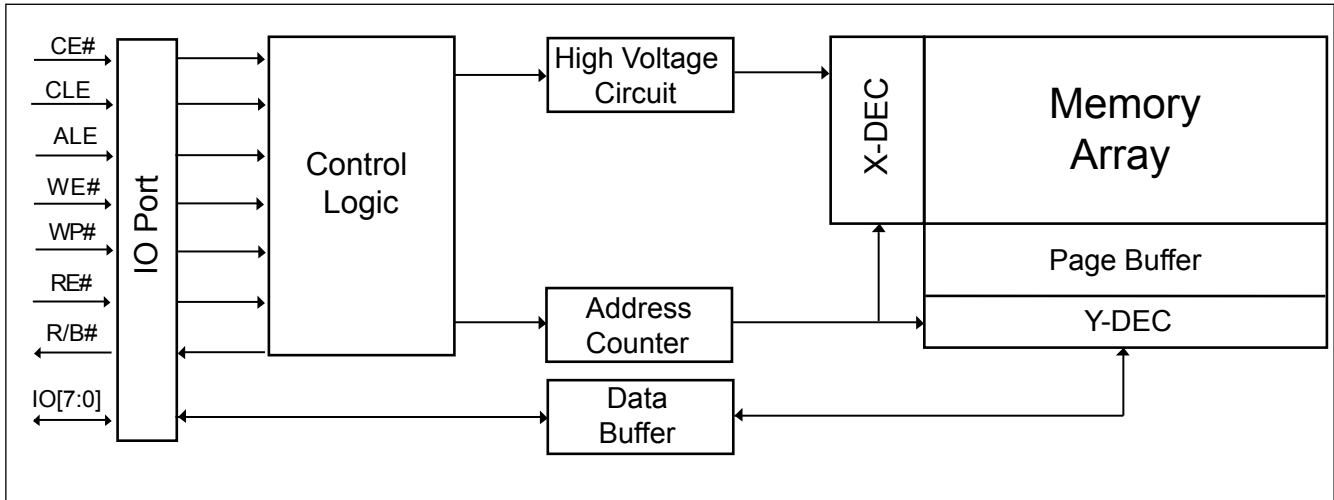 CE#
CLE
ALE
WE#
WP#
RE#
R/B#
IO[7:0]
IO Port
Control
Logic
High Voltage
Circuit
X-DEC
Memory
Array
Page Buffer
Y-DEC
Address
Counter
Data
Buffer